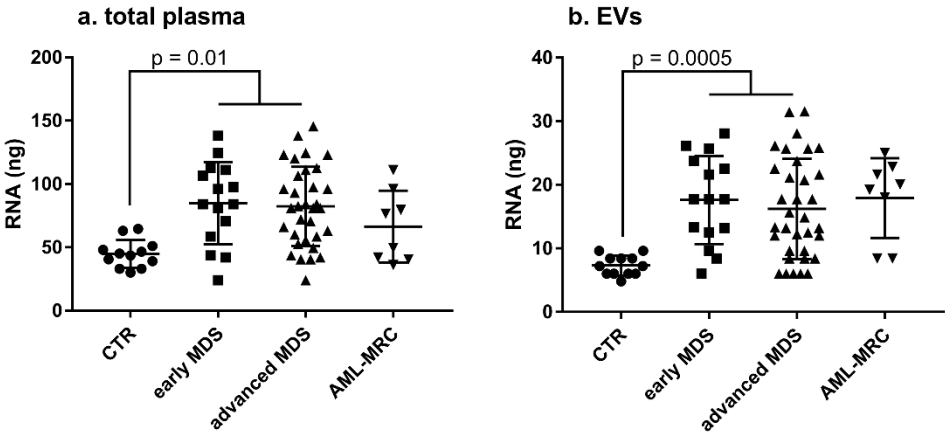 a. total plasma
p = 0.01
RNA (ng)
200
150
100
50
0
CTR
early MDS
advanced MDS
AML-MRC
b. EVs
p = 0.0005
RNA (ng)
40
30
20
10
0
CTR
early MDS
advanced MDS
AML-MRC